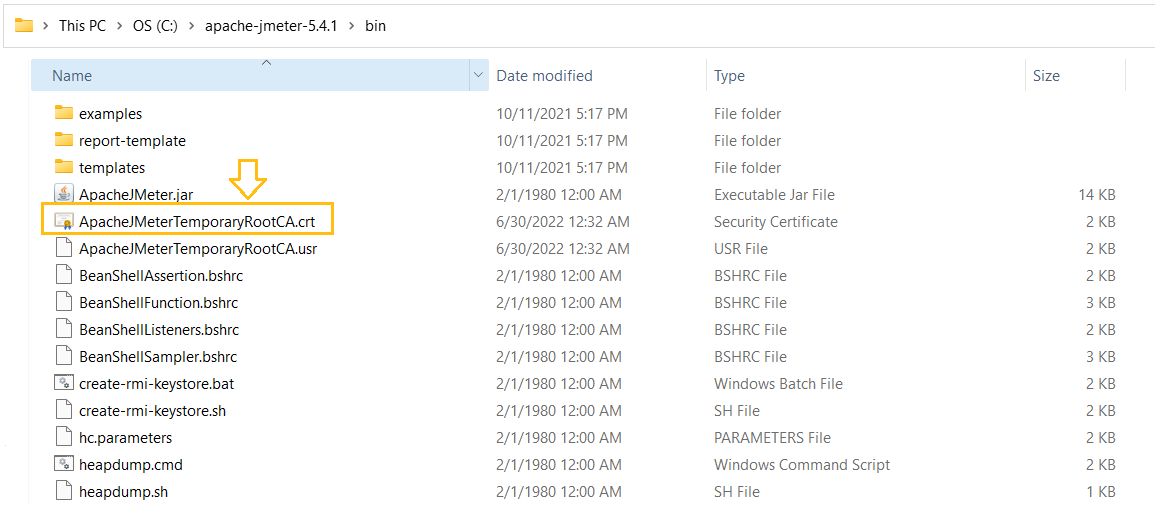 This PC > OS (C:) > apache-jmeter-5.4.1 > bin
Name Date modified Type Size
examples 10/11/2021 5:17 PM File folder
report-template 10/11/2021 5:17 PM File folder
templates 10/11/2021 5:17 PM File folder
ApacheJMeter.jar 2/1/1980 12:00 AM Executable Jar File 14 KB
ApacheJMeterTemporaryRootCA.crt 6/30/2022 12:32 AM Security Certificate 2 KB
ApacheJMeterTemporaryRootCA.usr 6/30/2022 12:32 AM USR File 2 KB
BeanShellAssertion.bshrc 2/1/1980 12:00 AM BSHRC File 2 KB
BeanShellFunction.bshrc 2/1/1980 12:00 AM BSHRC File 3 KB
BeanShellListeners.bshrc 2/1/1980 12:00 AM BSHRC File 2 KB
BeanShellSampler.bshrc 2/1/1980 12:00 AM BSHRC File 3 KB
create-rmi-keystore.bat 2/1/1980 12:00 AM Windows Batch File 2 KB
create-rmi-keystore.sh 2/1/1980 12:00 AM SH File 2 KB
hc.parameters 2/1/1980 12:00 AM PARAMETERS File 2 KB
heapdump.cmd 2/1/1980 12:00 AM Windows Command Script 2 KB
heapdump.sh 2/1/1980 12:00 AM SH File 1 KB